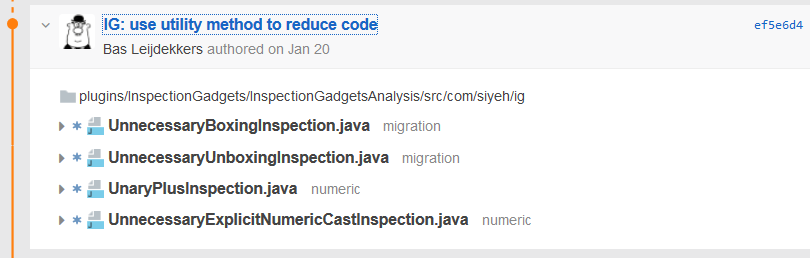 IG: use utility method to reduce code ef5e6d4
Bas Leijdekkers authored on Jan 20
plugins/InspectionGadgets/InspectionGadgetsAnalysis/src/com/siyeh/ig
UnnecessaryBoxingInspection.java migration
UnnecessaryUnboxingInspection.java migration
UnaryPlusInspection.java numeric
UnnecessaryExplicitNumericCastInspection.java numeric